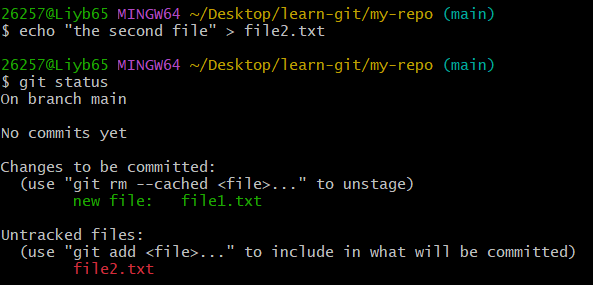 26257@Liyb65 MINGW64 ~/Desktop/learn-git/my-repo (main)
$ echo "the second file" > file2.txt
26257@Liyb65 MINGW64 ~/Desktop/learn-git/my-repo (main)
$ git status
On branch main
No commits yet
Changes to be committed:
(use "git rm --cached <file>..." to unstage)
new file:   file1.txt
Untracked files:
(use "git add <file>..." to include in what will be committed)
file2.txt